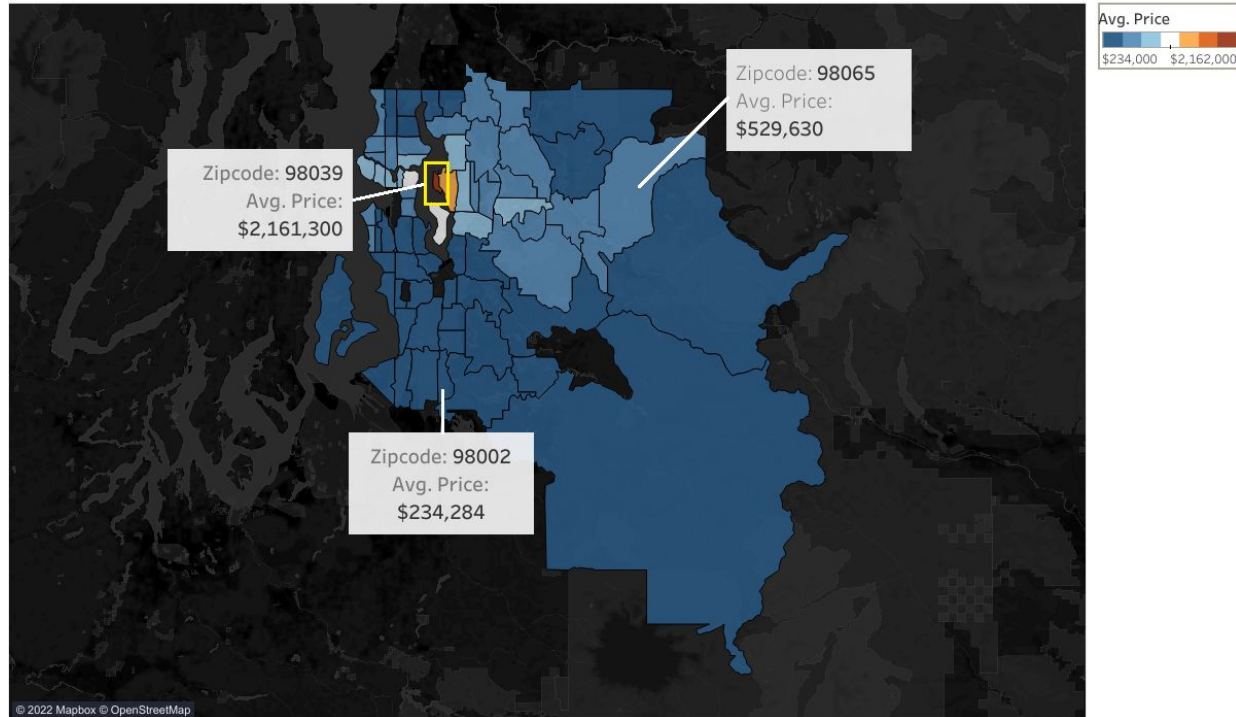 Avg. Price
$234,000 $2,162,000
Zipcode: 98065
Avg. Price:
$529,630
Zipcode: 98039
Avg. Price:
$2,161,300
Zipcode: 98002
Avg. Price:
$234,284
© 2022 Mapbox © OpenStreetMap